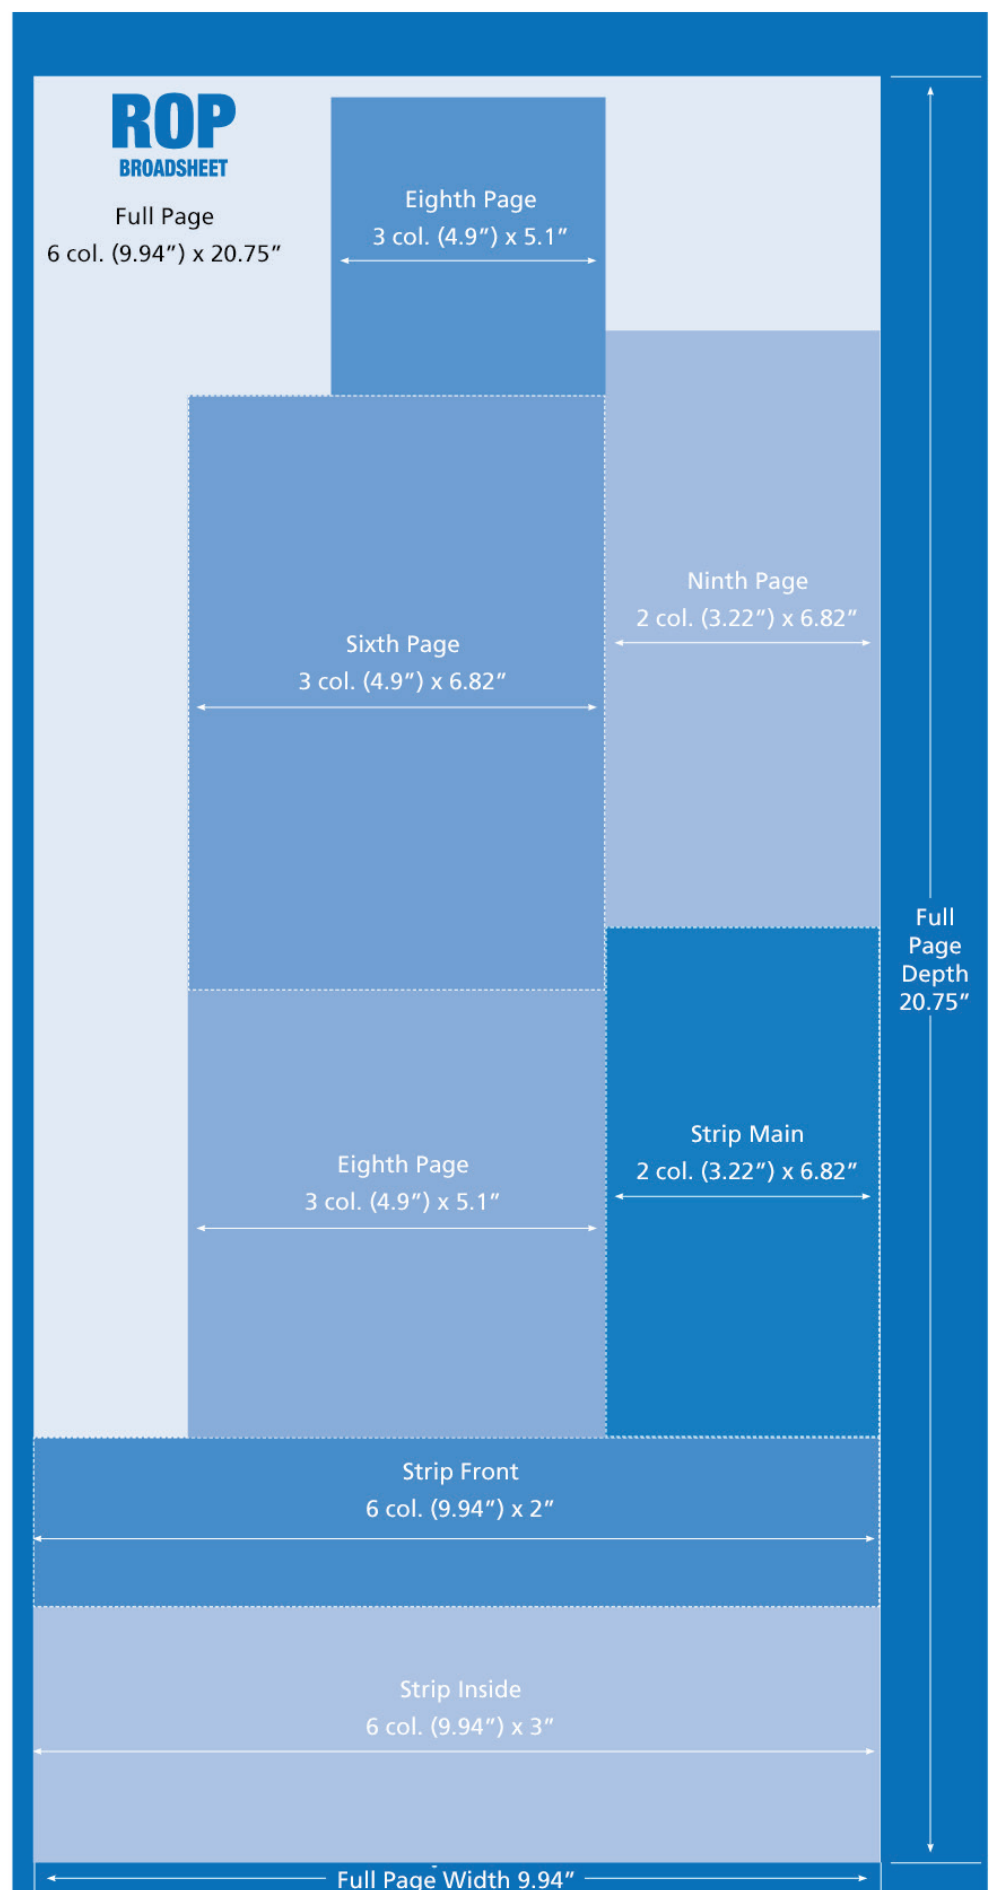 ROP
BROADSHEET
Full Page
6 col. (9.94”) x 20.75”
Eighth Page
3 col. (4.9”) x 5.1”
Ninth Page
2 col. (3.22”) x 6.82”
Sixth Page
3 col. (4.9”) x 6.82”
Full
Page
Depth
20.75”
Strip Main
2 col. (3.22”) x 6.82”
Eighth Page
3 col. (4.9”) x 5.1”
Strip Front
6 col. (9.94”) x 2”
Strip Inside
6 col. (9.94”) x 3”
Full Page Width 9.94”